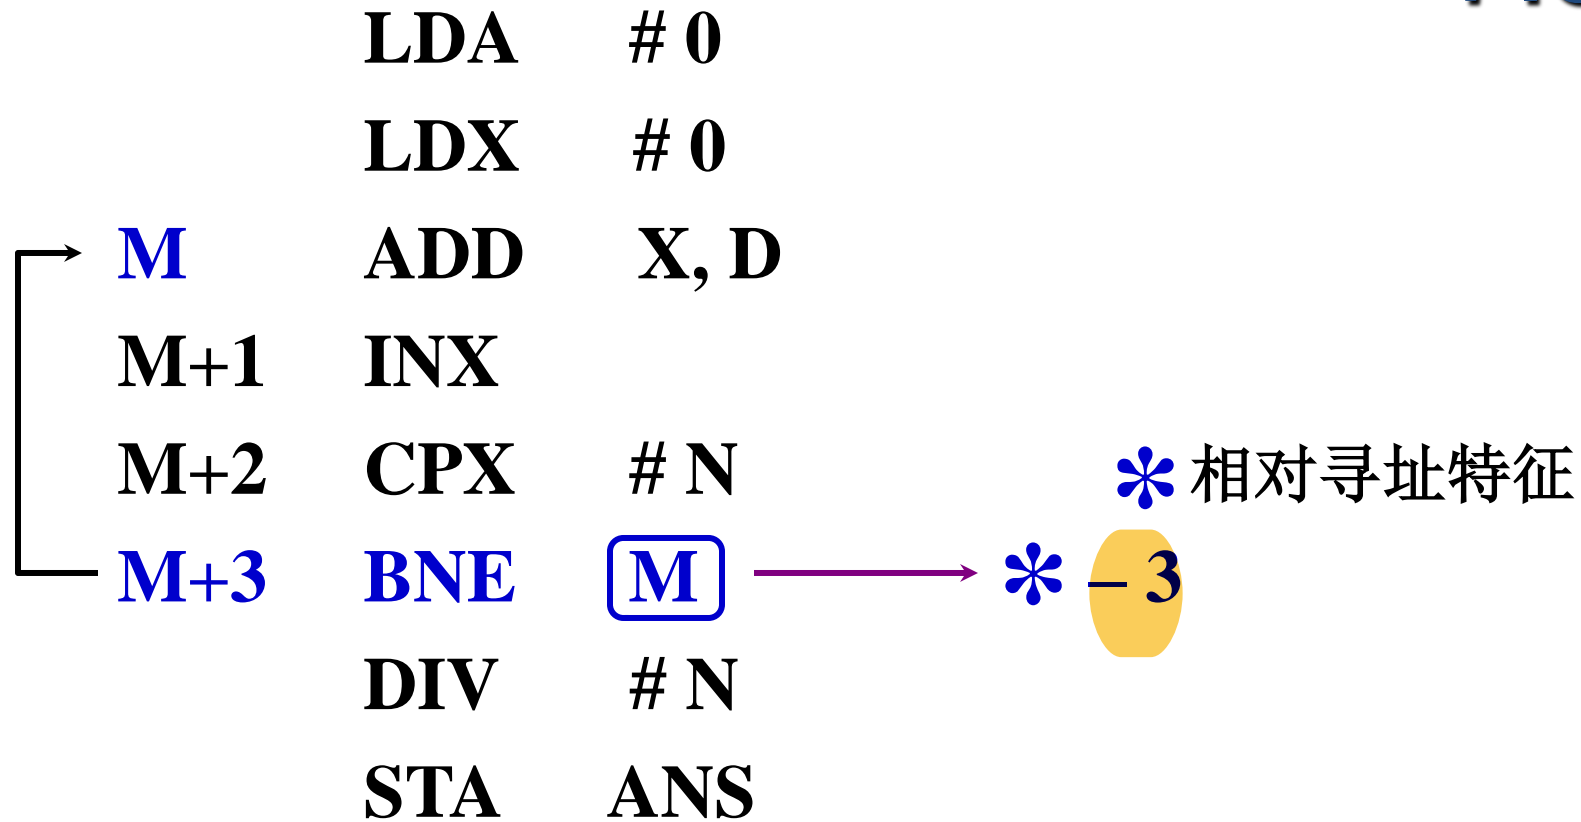 LDA # 0
LDX # 0
M ADD X, D
M+1 INX
M+2 CPX # N
✻ 相对寻址特征
M+3 BNE M ✻ – 3
DIV # N
STA ANS